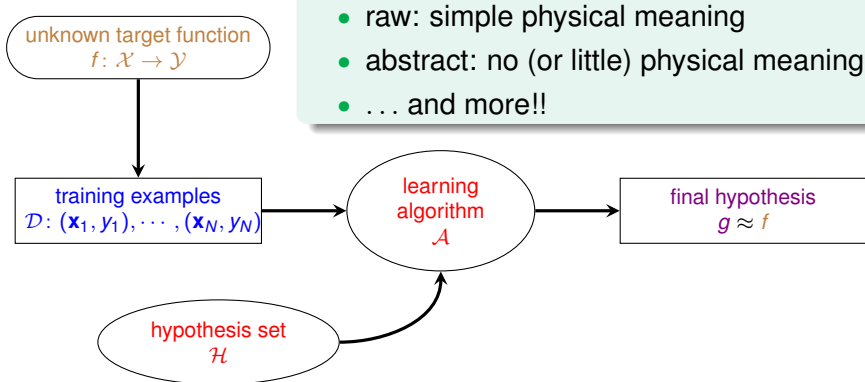 unknown target function
f: 𝒳 → 𝒴
• raw: simple physical meaning
• abstract: no (or little) physical meaning
• . . . and more!!
training examples
𝒟: (𝐱₁, y₁), ⋯ , (𝐱_N, y_N)
learning
algorithm
𝒜
final hypothesis
g ≈ f
hypothesis set
ℋ